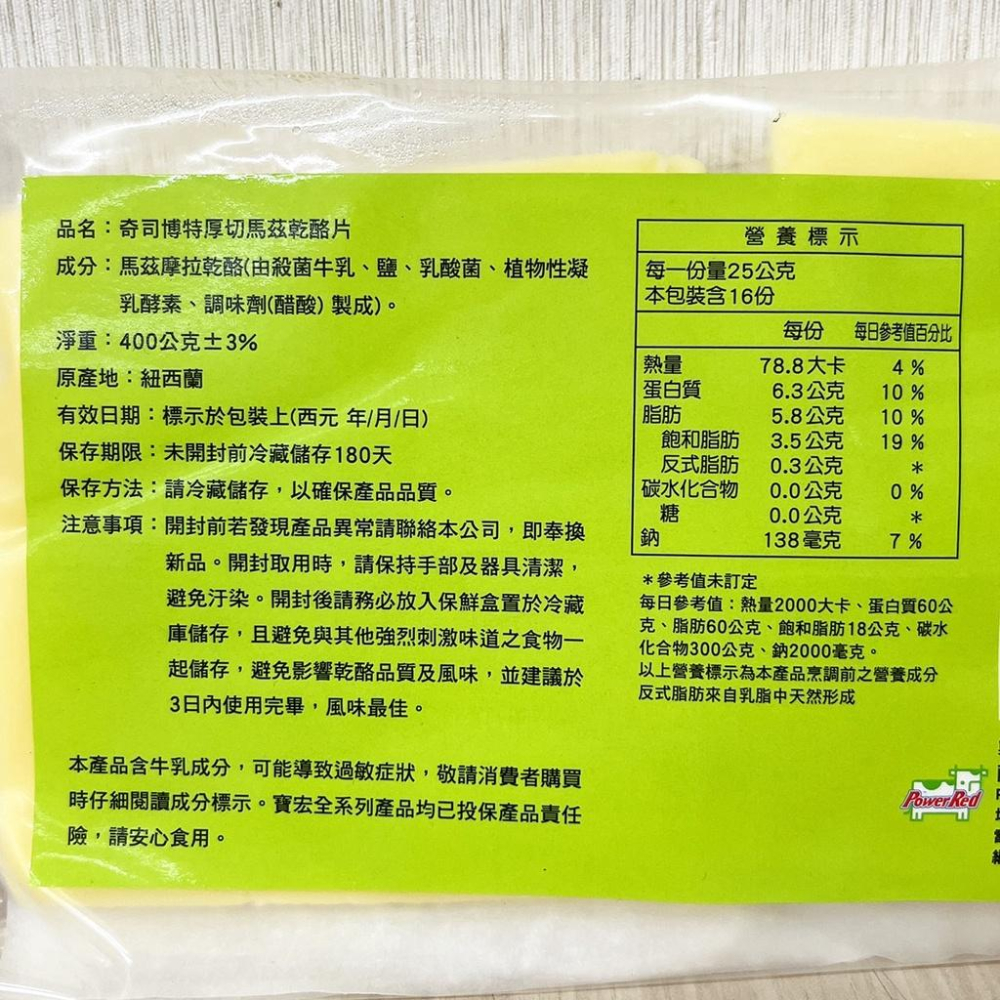 品名：奇司博特厚切馬茲乾酪片
成分：馬茲摩拉乾酪(由殺菌牛乳、鹽、乳酸菌、植物性凝
乳酵素、調味劑(醋酸) 製成)。
淨重：400公克±3%
原產地：紐西蘭
有效日期：標示於包裝上(西元 年/月/日)
保存期限：未開封前冷藏儲存180天
保存方法：請冷藏儲存，以確保產品品質。
注意事項：開封前若發現產品異常請聯絡本公司，即奉換
新品。開封取用時，請保持手部及器具清潔，
避免汙染。開封後請務必放入保鮮盒置於冷藏
庫儲存，且避免與其他強烈刺激味道之食物一
起儲存，避免影響乾酪品質及風味，並建議於
3日內使用完畢，風味最佳。
本產品含牛乳成分，可能導致過敏症狀，敬請消費者購買
時仔細閱讀成分標示。寶宏全系列產品均已投保產品責任
險，請安心食用。
營養標示
每一份量25公克
本包裝含16份
每份 每日參考值百分比
熱量 78.8大卡 4 %
蛋白質 6.3公克 10 %
脂肪 5.8公克 10 %
飽和脂肪 3.5公克 19 %
反式脂肪 0.3公克 *
碳水化合物 0.0公克 0 %
糖 0.0公克 *
鈉 138毫克 7 %
*參考值未訂定
每日參考值：熱量2000大卡、蛋白質60公
克、脂肪60公克、飽和脂肪18公克、碳水
化合物300公克、鈉2000毫克。
以上營養標示為本產品烹調前之營養成分
反式脂肪來自乳脂中天然形成
PowerRed